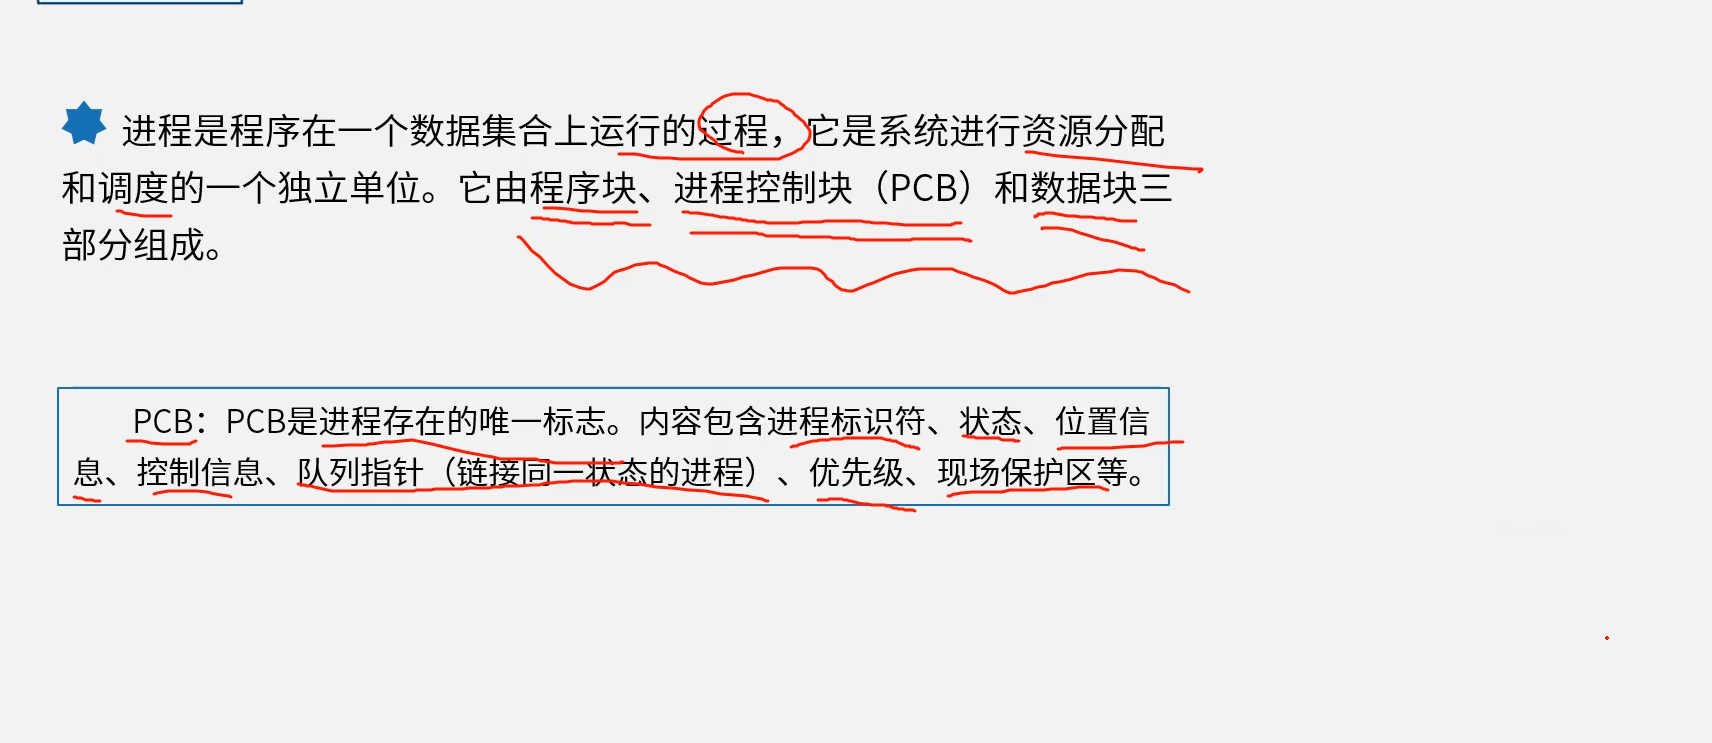 进程是程序在一个数据集合上运行的过程，它是系统进行资源分配
和调度的一个独立单位。它由程序块、进程控制块（PCB）和数据块三
部分组成。
PCB：PCB是进程存在的唯一标志。内容包含进程标识符、状态、位置信
息、控制信息、队列指针（链接同一状态的进程）、优先级、现场保护区等。